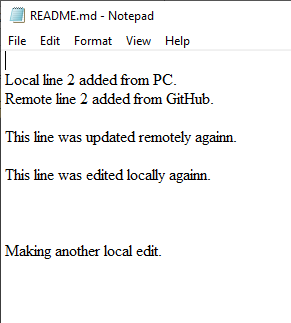 README.md - Notepad
File Edit Format View Help
Local line 2 added from PC.
Remote line 2 added from GitHub.
This line was updated remotely againn.
This line was edited locally againn.
Making another local edit.